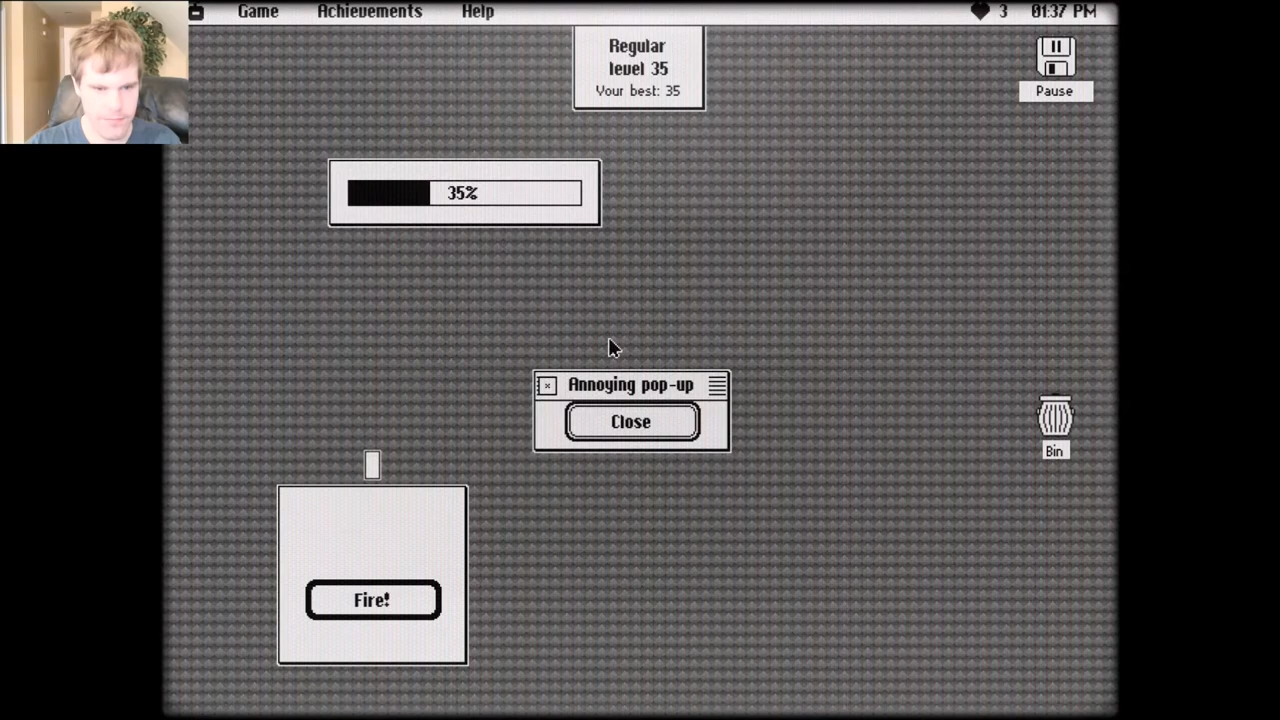 Game Achievements Help 3 01:37 PM
Regular
level 35
Your best: 35
Pause
35%
Annoying pop-up
Close
Bin
Fire!